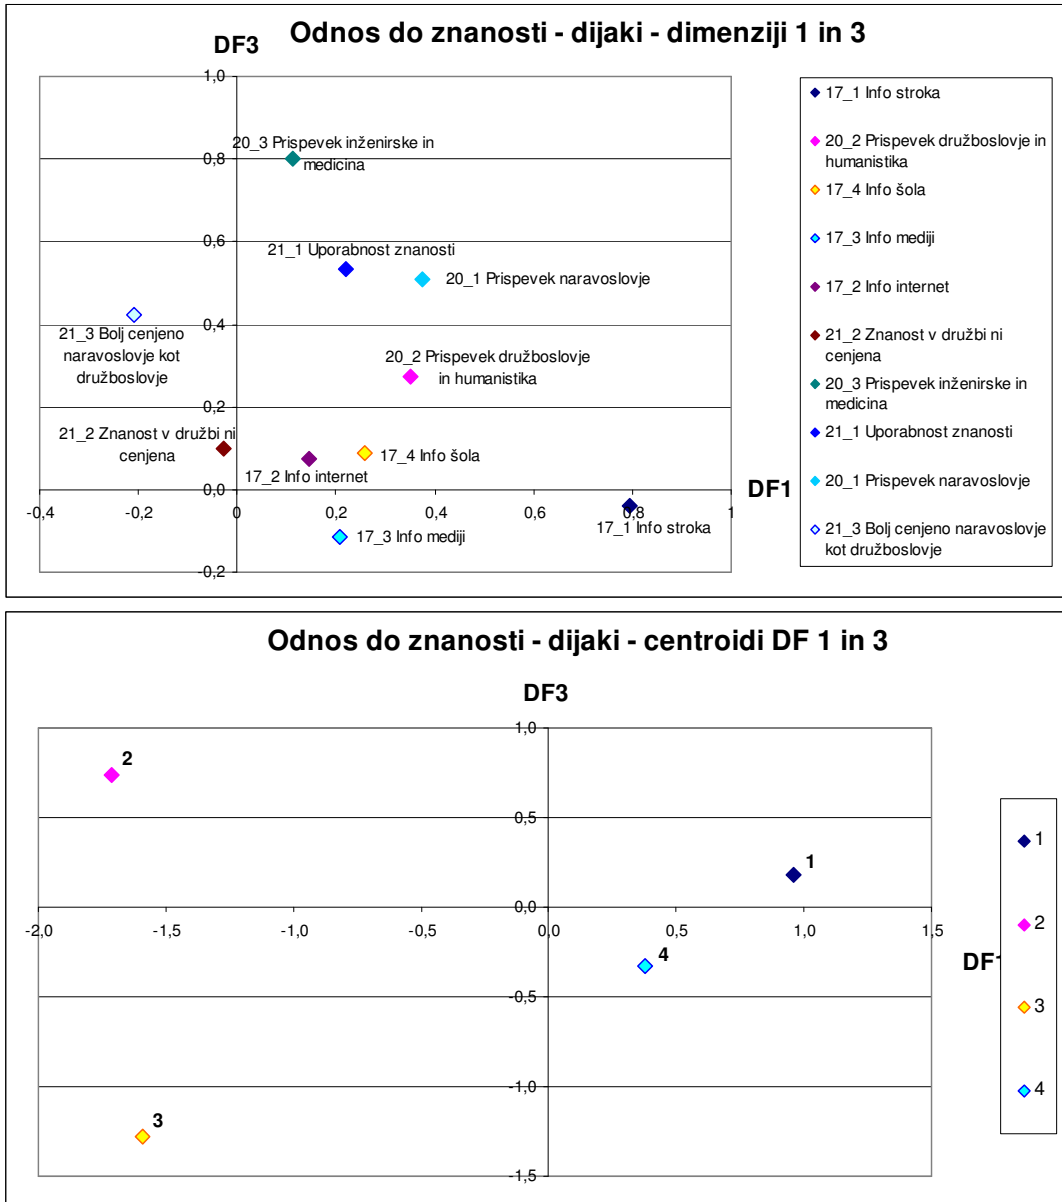 Odnos do znanosti - dijaki - dimenziji 1 in 3
DF3
1,0
0,8
0,6
0,4
0,2
0,0
-0,2
-0,4
-0,2
0
0,2
0,4
0,6
0,8
1
DF1
20_3 Prispevek inženirske in
medicina
21_1 Uporabnost znanosti
20_1 Prispevek naravoslovje
21_3 Bolj cenjeno
naravoslovje kot
družboslovje
20_2 Prispevek družboslovje
in humanistika
21_2 Znanost v družbi ni
cenjena
17_4 Info šola
17_2 Info internet
17_3 Info mediji
17_1 Info stroka
17_1 Info stroka
20_2 Prispevek družboslovje in
humanistika
17_4 Info šola
17_3 Info mediji
17_2 Info internet
21_2 Znanost v družbi ni
cenjena
20_3 Prispevek inženirske in
medicina
21_1 Uporabnost znanosti
20_1 Prispevek naravoslovje
21_3 Bolj cenjeno naravoslovje
kot družboslovje
Odnos do znanosti - dijaki - centroidi DF 1 in 3
DF3
1,0
0,5
0,0
-0,5
-1,0
-1,5
-2,0
-1,5
-1,0
-0,5
0,0
0,5
1,0
1,5
DF1
2
1
4
3
1
2
3
4